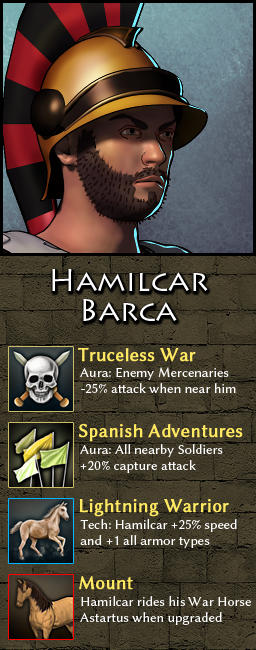 Hamilcar
Barca
Truceless War
Aura: Enemy Mercenaries
-25% attack when near him
Spanish Adventures
Aura: All nearby Soldiers
+20% capture attack
Lightning Warrior
Tech: Hamilcar +25% speed
and +1 all armor types
Mount
Hamilcar rides his War Horse
Astartus when upgraded